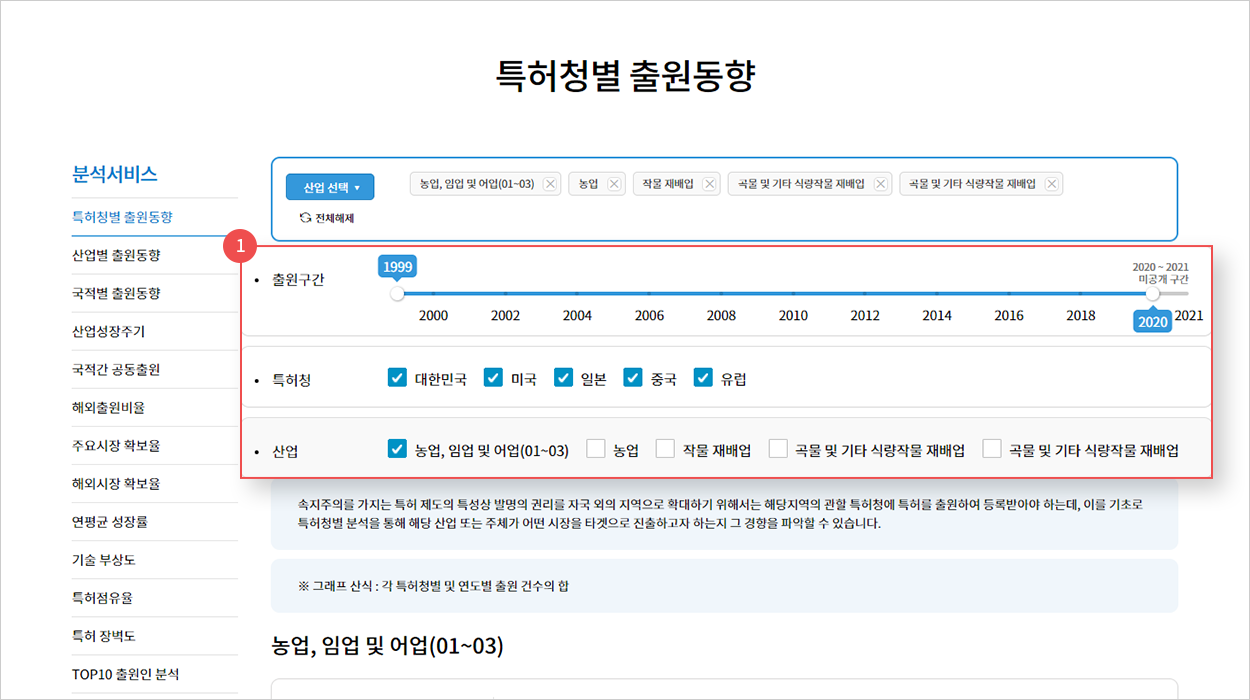 특허청별 출원동향
분석서비스
특허청별 출원동향
산업별 출원동향
국적별 출원동향
산업성장주기
국적간 공동출원
해외출원비율
주요시장 확보율
해외시장 확보율
연평균 성장률
기술 부상도
특허점유율
특허 장벽도
TOP10 출원인 분석
산업 선택 ▼
전체해제
농업, 임업 및 어업(01~03) 농업 작물 재배업 곡물 및 기타 식량작물 재배업 곡물 및 기타 식량작물 재배업
1
• 출원구간
1999
2020 ~ 2021
미공개 구간
2000 2002 2004 2006 2008 2010 2012 2014 2016 2018 2020 2021
• 특허청 대한민국 미국 일본 중국 유럽
• 산업 농업, 임업 및 어업(01~03) 농업 작물 재배업 곡물 및 기타 식량작물 재배업 곡물 및 기타 식량작물 재배업
속지주의를 가지는 특허 제도의 특성상 발명의 권리를 자국 외의 지역으로 확대하기 위해서는 해당지역의 관할 특허청에 특허를 출원하여 등록받아야 하는데, 이를 기초로
특허청별 분석을 통해 해당 산업 또는 주체가 어떤 시장을 타겟으로 진출하고자 하는지 그 경향을 파악할 수 있습니다.
※ 그래프 산식 : 각 특허청별 및 연도별 출원 건수의 합
농업, 임업 및 어업(01~03)